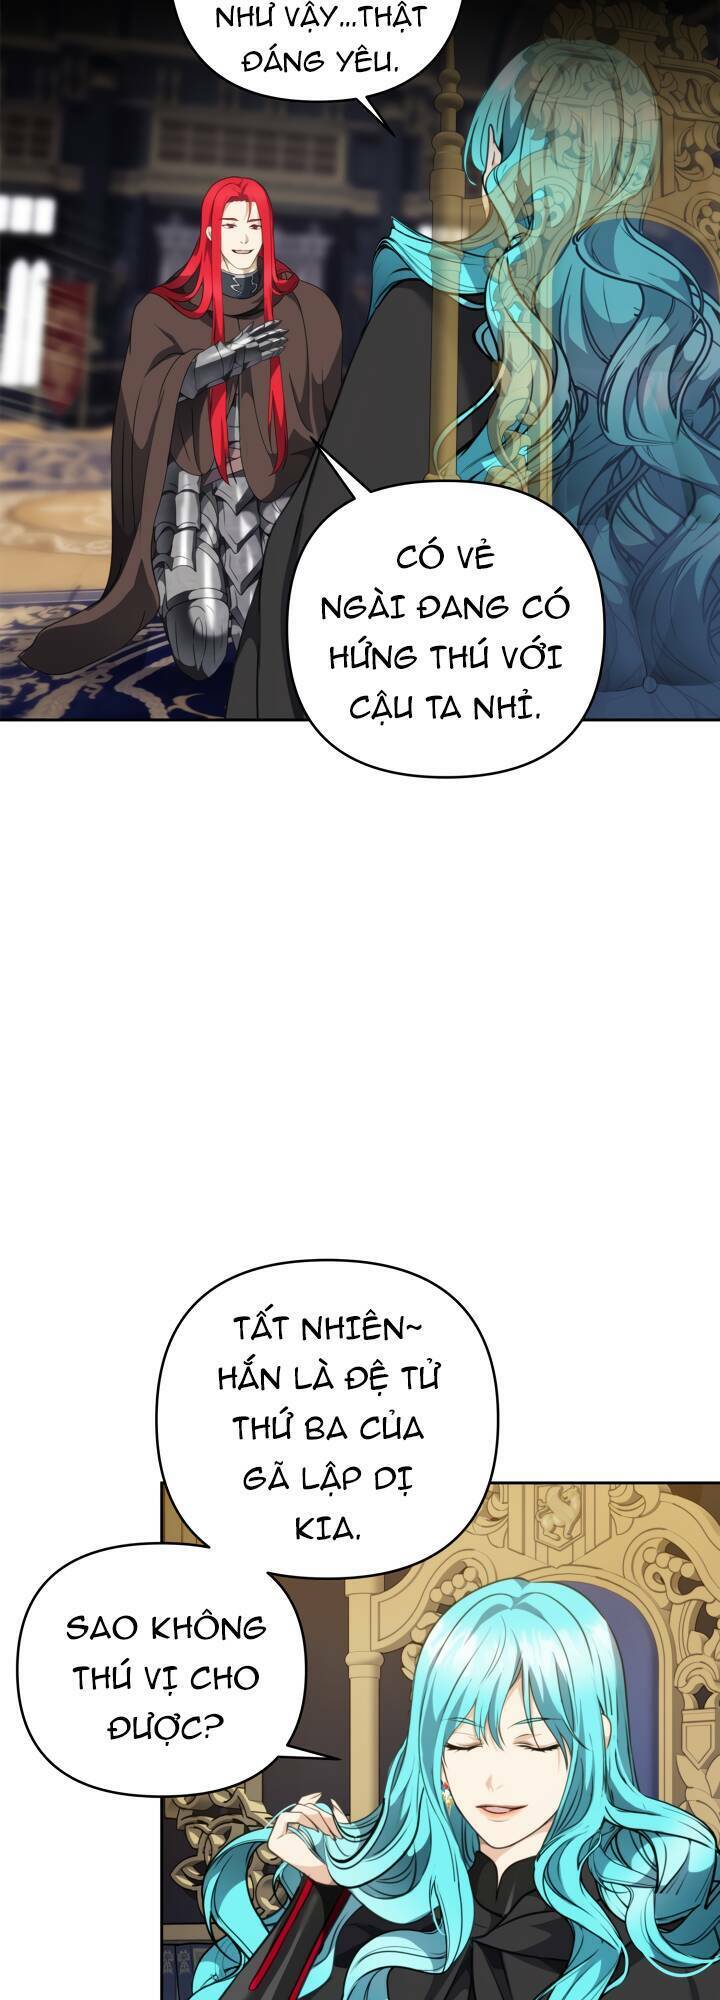 NHƯ VẬY...THẬT
ĐÁNG YÊU.
CÓ VẺ
NGÀI ĐANG CÓ
HỨNG THÚ VỚI
CẬU TA NHỈ.
TẤT NHIÊN~
HẮN LÀ ĐỆ TỬ
THỨ BA CỦA
GÃ LẬP DỊ
KIA.
SAO KHÔNG
THÚ VỊ CHO
ĐƯỢC?